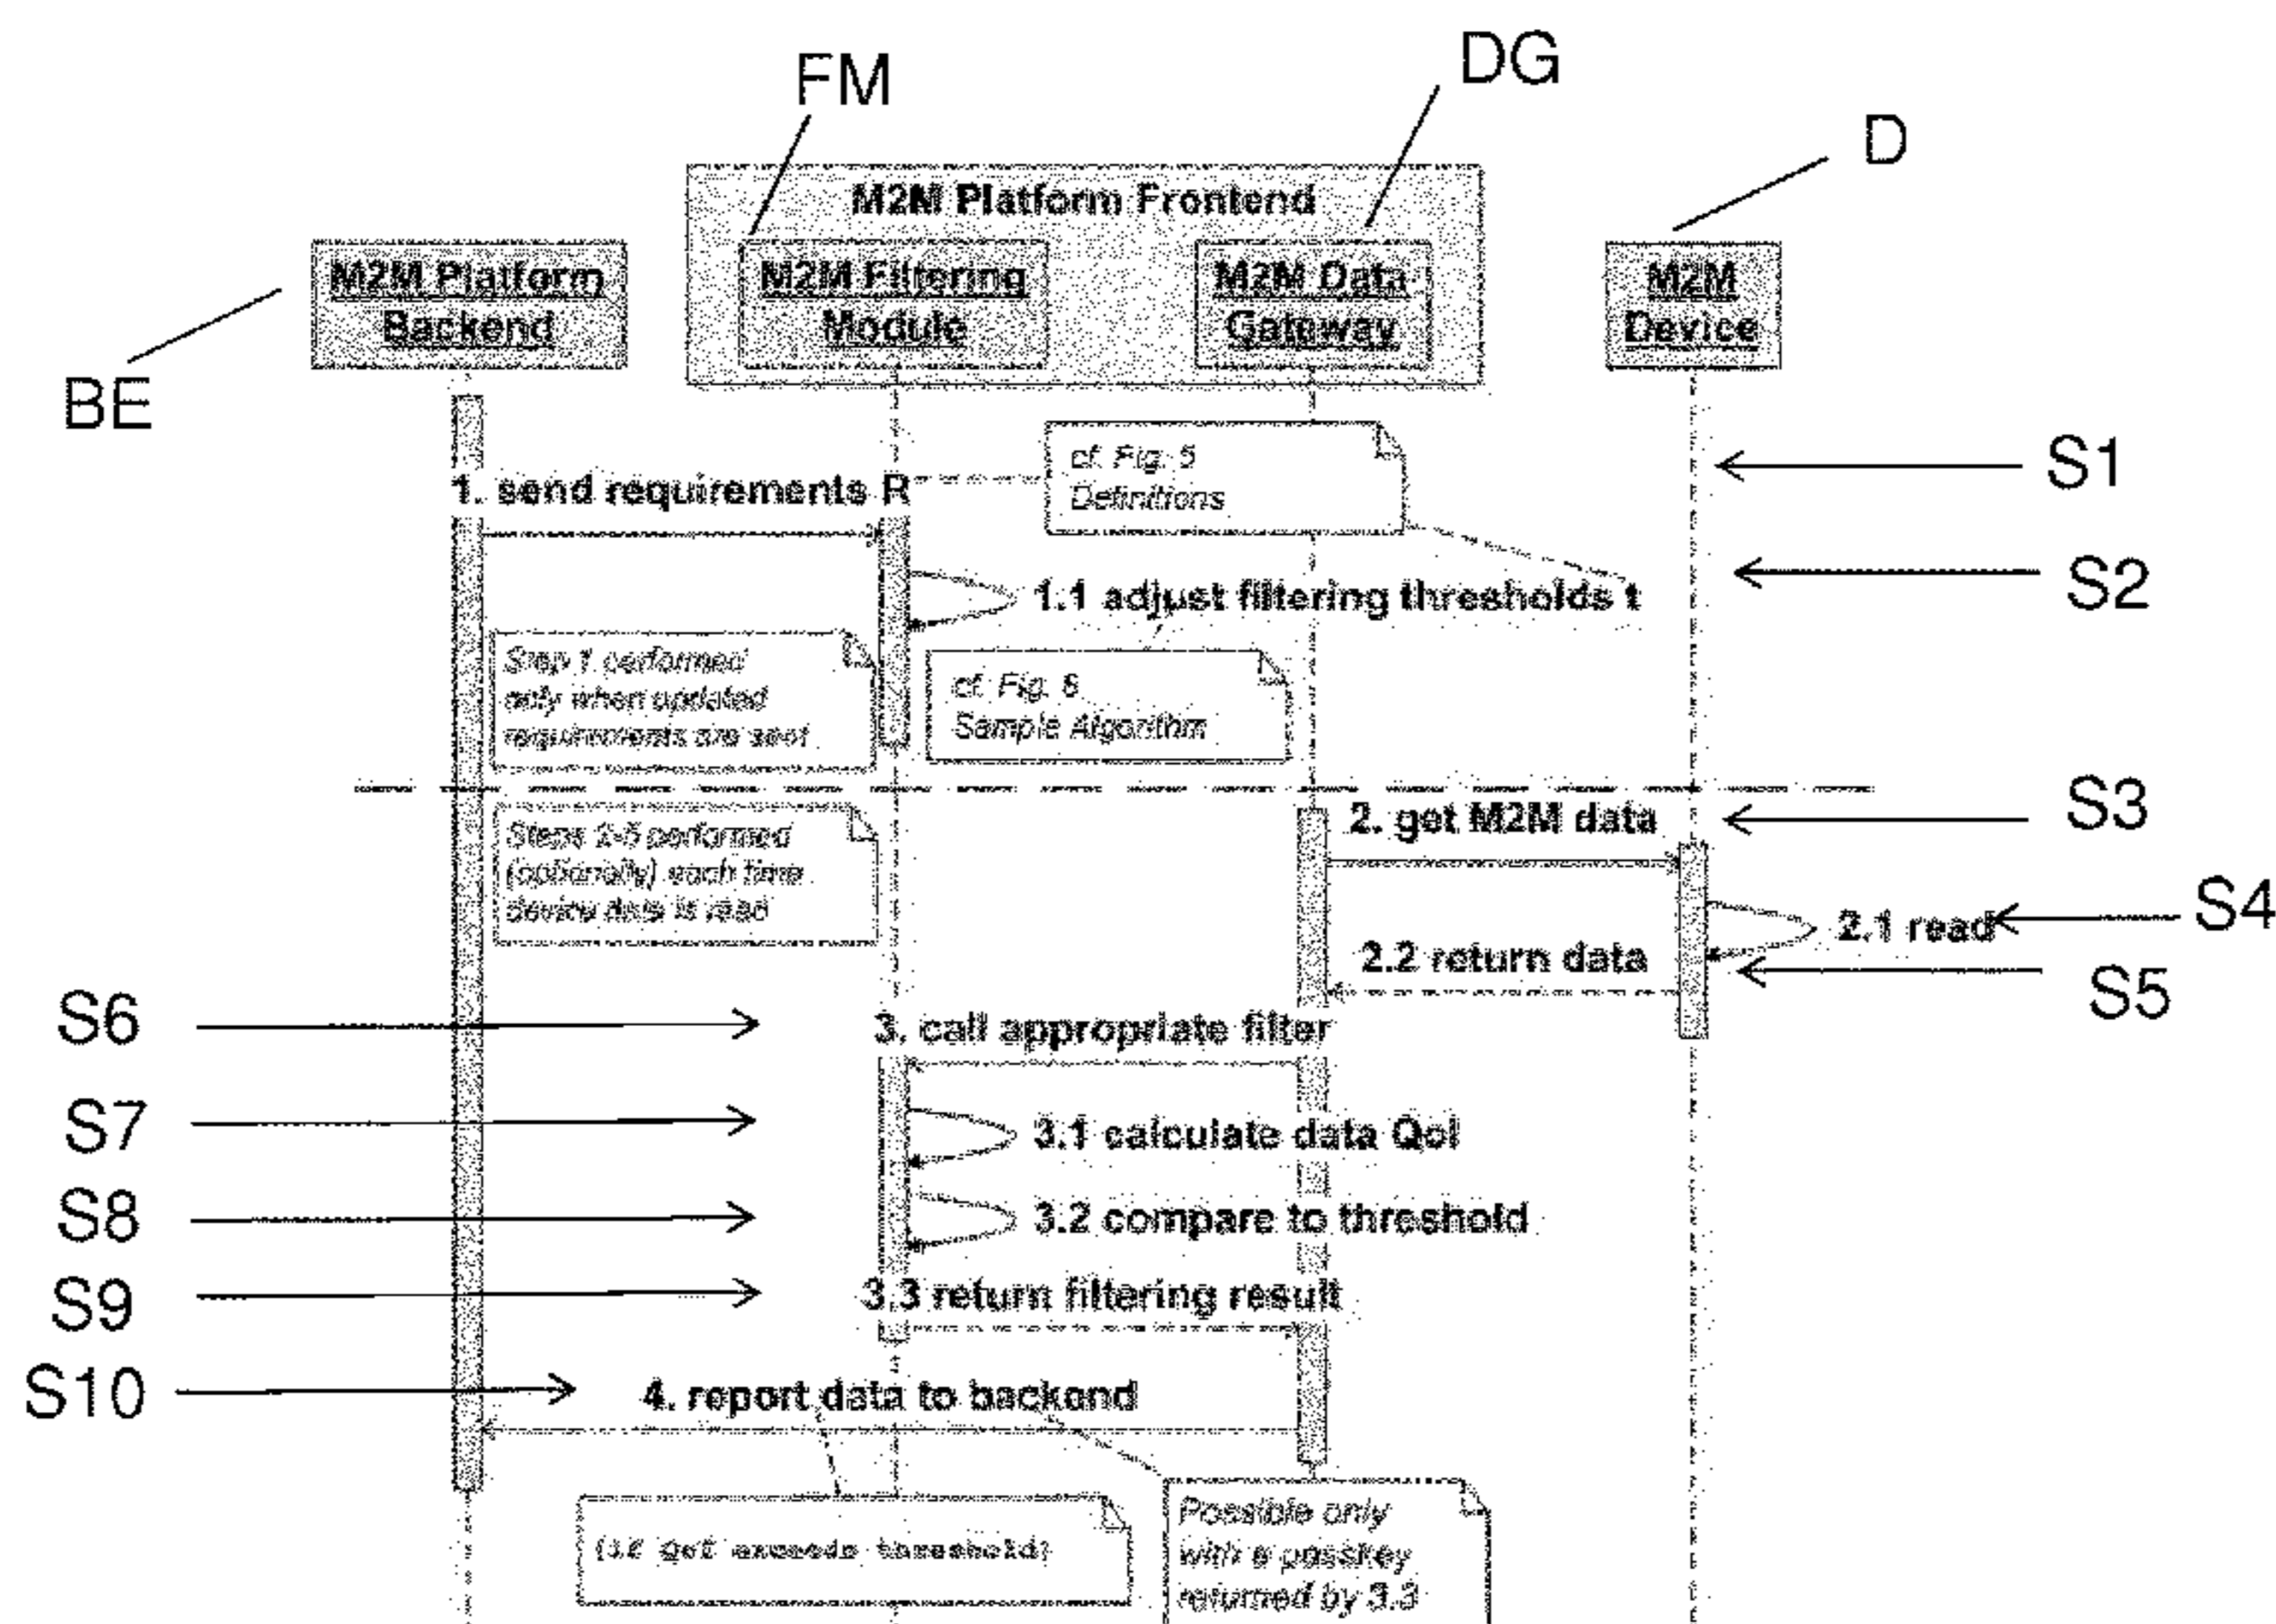 FM
DG
D
M2M Platform Frontend
M2M Platform
Backend
M2M Filtering
Module
M2M Data
Gateway
M2M
Device
BE
cf. Fig. 5
Definitions
S1
1. send requirements R
S2
1.1 adjust filtering thresholds t
Step 1 performed
only when updated
requirements are sent
cf. Fig. 6
Sample Algorithm
S3
2. get M2M data
Steps 2-5 performed
(optionally) each time
device data is read
S4
2.1 read
2.2 return data
S5
S6
3. call appropriate filter
S7
3.1 calculate data QoI
S8
3.2 compare to threshold
S9
3.3 return filtering result
S10
4. report data to backend
(if QoI exceeds threshold)
Possible only
with a passkey
returned by 3.3